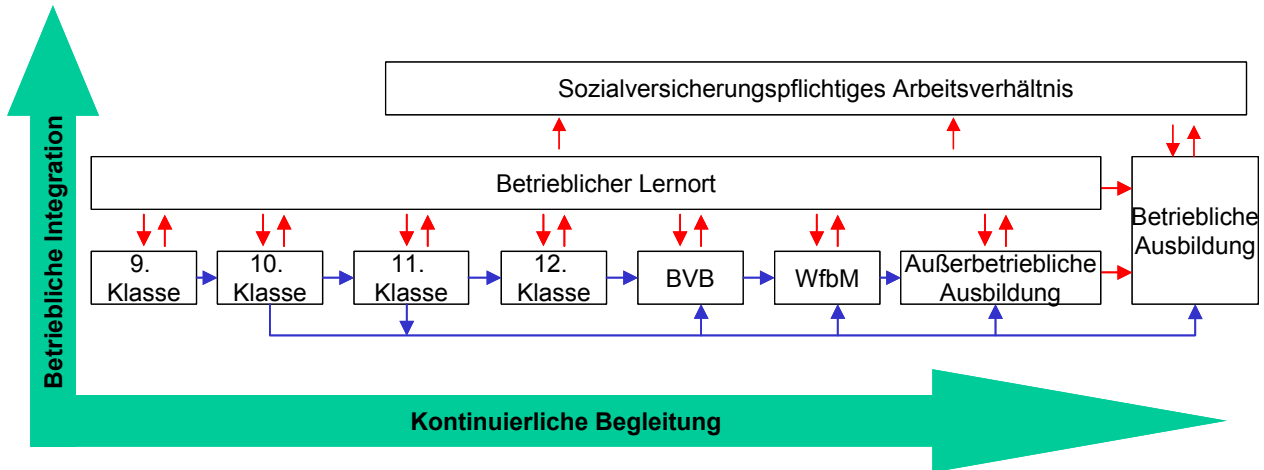 Sozialversicherungspflichtiges Arbeitsverhältnis
Betrieblicher Lernort
Betriebliche
Ausbildung
9.
Klasse
10.
Klasse
11.
Klasse
12.
Klasse
BVB
WfbM
Außerbetriebliche
Ausbildung
Betriebliche Integration
Kontinuierliche Begleitung